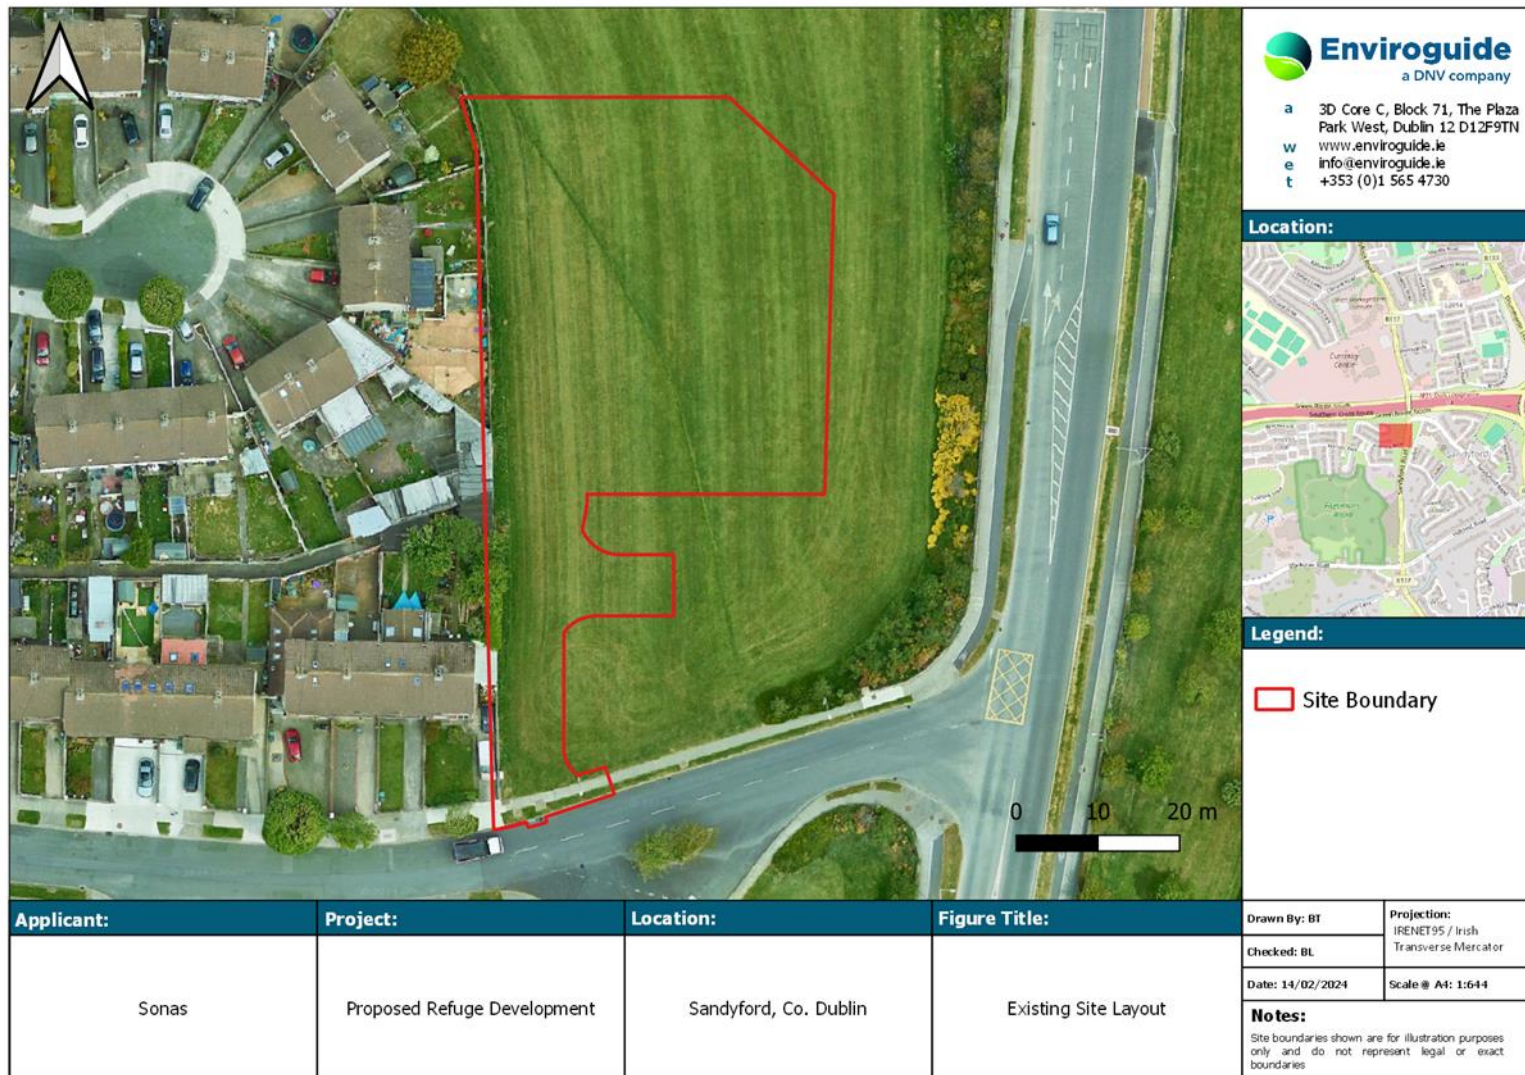 Enviroguide
a DNV company
a 3D Core C, Block 71, The Plaza
Park West, Dublin 12 D12F9TN
w www.enviroguide.ie
e info@enviroguide.ie
t +353 (0)1 565 4730
Location:
Legend:
Site Boundary
0 10 20 m
Applicant:
Sonas
Project:
Proposed Refuge Development
Location:
Sandyford, Co. Dublin
Figure Title:
Existing Site Layout
Drawn By: BT
Checked: BL
Date: 14/02/2024
Projection:
IRENET95 / Irish
Transverse Mercator
Scale @ A4: 1:644
Notes:
Site boundaries shown are for illustration purposes
only and do not represent legal or exact
boundaries